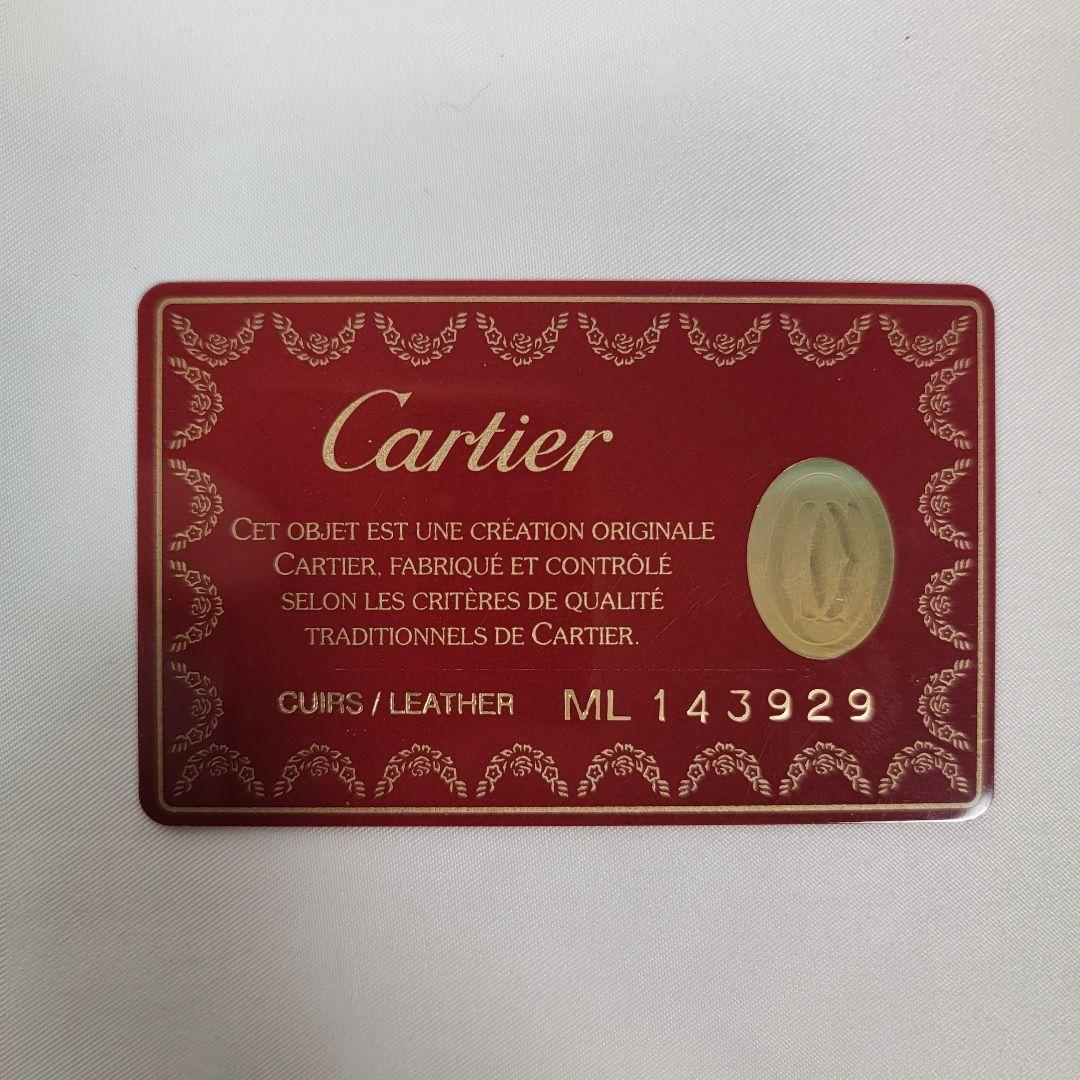 Cartier
CET OBJET EST UNE CRÉATION ORIGINALE
CARTIER, FABRIQUÉ ET CONTRÔLÉ
SELON LES CRITÈRES DE QUALITÉ
TRADITIONNELS DE CARTIER.
CUIRS / LEATHER ML 143929